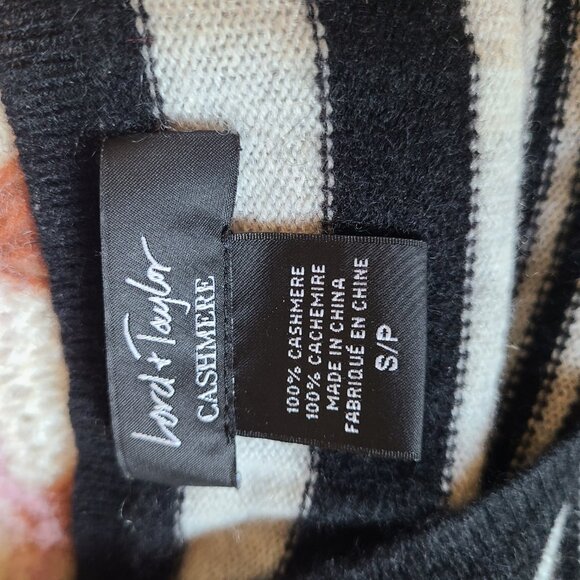 Lord + Taylor
CASHMERE
100% CASHMERE
100% CACHEMIRE
MADE IN CHINA
FABRIQUÉ EN CHINE
S/P